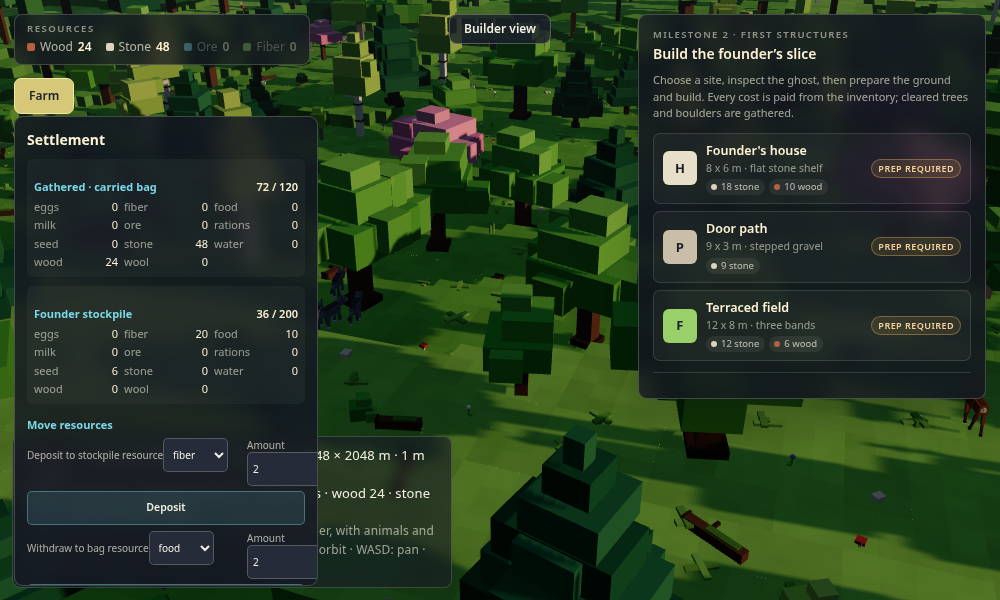 RESOURCES
Wood 24 Stone 48 Ore 0 Fiber 0
Builder view
Farm
Settlement
Gathered · carried bag 72 / 120
eggs 0 fiber 0 food 0
milk 0 ore 0 rations 0
seed 0 stone 48 water 0
wood 24 wool 0
Founder stockpile 36 / 200
eggs 0 fiber 20 food 10
milk 0 ore 0 rations 0
seed 6 stone 0 water 0
wood 0 wool 0
Move resources
Deposit to stockpile resource fiber Amount
2
Deposit
Withdraw to bag resource food Amount
2
48 × 2048 m · 1 m
· wood 24 · stone
er, with animals and
orbit · WASD: pan ·
MILESTONE 2 · FIRST STRUCTURES
Build the founder's slice
Choose a site, inspect the ghost, then prepare the ground
and build. Every cost is paid from the inventory; cleared trees
and boulders are gathered.
H
Founder's house
8 x 6 m · flat stone shelf
18 stone 10 wood
PREP REQUIRED
P
Door path
9 x 3 m · stepped gravel
9 stone
PREP REQUIRED
F
Terraced field
12 x 8 m · three bands
12 stone 6 wood
PREP REQUIRED